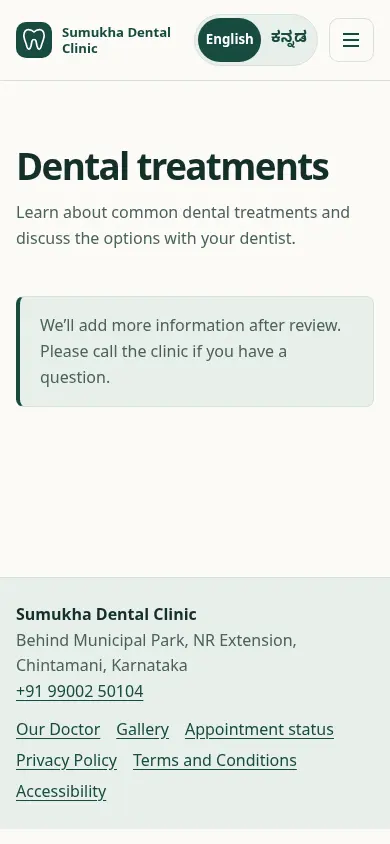 Sumukha Dental
Clinic
English
ಕನ್ನಡ
Dental treatments
Learn about common dental treatments and
discuss the options with your dentist.
We’ll add more information after review.
Please call the clinic if you have a
question.
Sumukha Dental Clinic
Behind Municipal Park, NR Extension,
Chintamani, Karnataka
+91 99002 50104
Our Doctor Gallery Appointment status
Privacy Policy Terms and Conditions
Accessibility